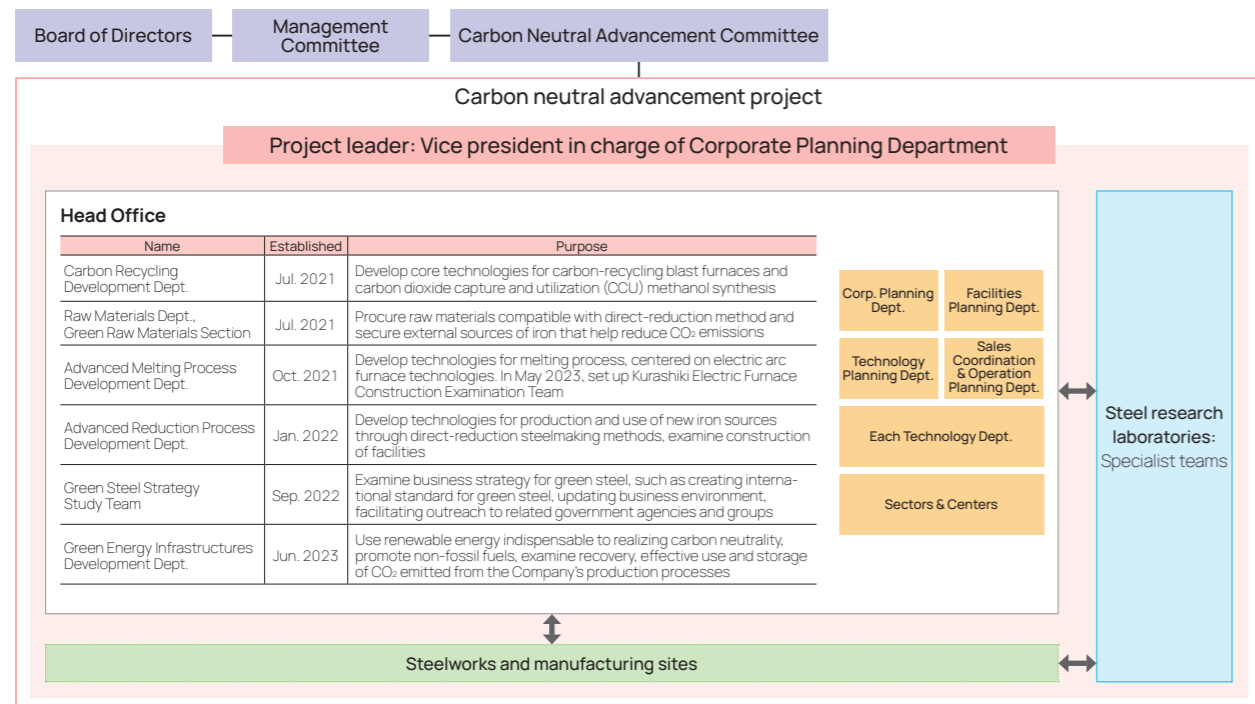 Board of Directors
Management
Committee
Carbon Neutral Advancement Committee
Carbon neutral advancement project
Project leader: Vice president in charge of Corporate Planning Department
Head Office
Name
Established
Purpose
Carbon Recycling
Development Dept.
Jul. 2021
Develop core technologies for carbon-recycling blast furnaces and
carbon dioxide capture and utilization (CCU) methanol synthesis
Raw Materials Dept.,
Green Raw Materials Section
Jul. 2021
Procure raw materials compatible with direct-reduction method and
secure external sources of iron that help reduce CO₂ emissions
Advanced Melting Process
Development Dept.
Oct. 2021
Develop technologies for melting process, centered on electric arc
furnace technologies. In May 2023, set up Kurashiki Electric Furnace
Construction Examination Team
Advanced Reduction Process
Development Dept.
Jan. 2022
Develop technologies for production and use of new iron sources
through direct-reduction steelmaking methods, examine construction
of facilities
Green Steel Strategy
Study Team
Sep. 2022
Examine business strategy for green steel, such as creating interna-
tional standard for green steel, updating business environment,
facilitating outreach to related government agencies and groups
Green Energy Infrastructures
Development Dept.
Jun. 2023
Use renewable energy indispensable to realizing carbon neutrality,
promote non-fossil fuels, examine recovery, effective use and storage
of CO₂ emitted from the Company's production processes
Corp. Planning
Dept.
Facilities
Planning Dept.
Technology
Planning Dept.
Sales
Coordination
& Operation
Planning Dept.
Each Technology Dept.
Sectors & Centers
Steel research
laboratories:
Specialist teams
Steelworks and manufacturing sites